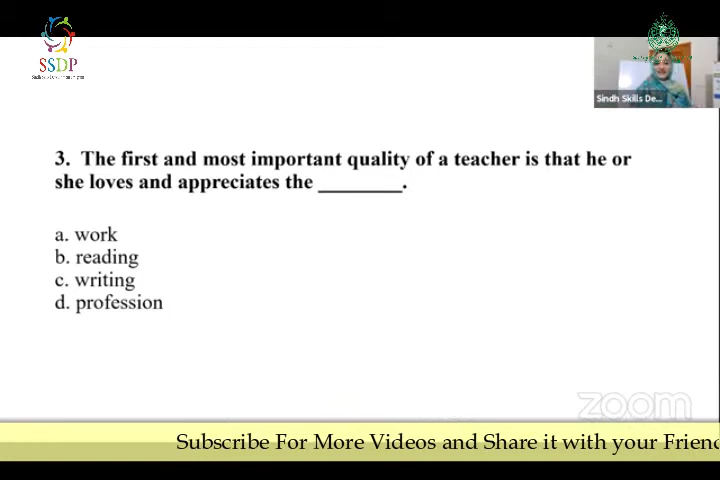 SSDP
Sindh Skills De...
3. The first and most important quality of a teacher is that he or
she loves and appreciates the ________.
a. work
b. reading
c. writing
d. profession
zoom
Subscribe For More Videos and Share it with your Friend